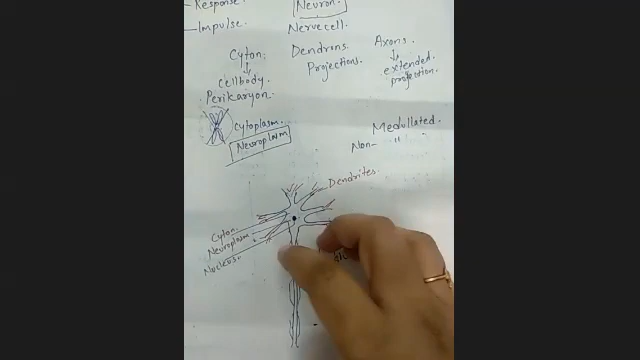 - Response
Neuron
- Impulse
Nervecell
Cyton
Dendrons
Axons
Projections
extended
projection
Cellbody
Perikaryon
Cytoplasm
Neuroplasm
Medullated
Non- "
Dendrites
Cyton
Neuroplasm
Nucleus